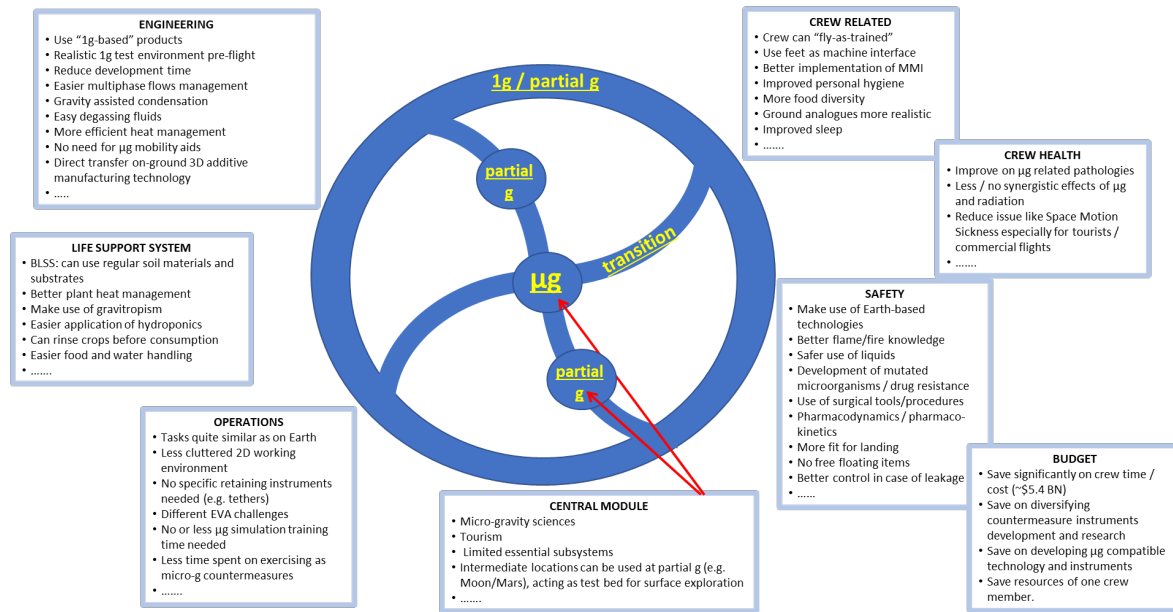 ENGINEERING
• Use “1g-based” products
• Realistic 1g test environment pre-flight
• Reduce development time
• Easier multiphase flows management
• Gravity assisted condensation
• Easy degassing fluids
• More efficient heat management
• No need for µg mobility aids
• Direct transfer on-ground 3D additive
manufacturing technology
• …..
LIFE SUPPORT SYSTEM
• BLSS: can use regular soil materials and
substrates
• Better plant heat management
• Make use of gravitropism
• Easier application of hydroponics
• Can rinse crops before consumption
• Easier food and water handling
• …….
OPERATIONS
• Tasks quite similar as on Earth
• Less cluttered 2D working
environment
• No specific retaining instruments
needed (e.g. tethers)
• Different EVA challenges
• No or less µg simulation training
time needed
• Less time spent on exercising as
micro-g countermeasures
• …….
1g / partial g
partial
g
transition
µg
partial
g
CENTRAL MODULE
• Micro-gravity sciences
• Tourism
• Limited essential subsystems
• Intermediate locations can be used at partial g (e.g.
Moon/Mars), acting as test bed for surface exploration
• …….
CREW RELATED
• Crew can “fly-as-trained”
• Use feet as machine interface
• Better implementation of MMI
• Improved personal hygiene
• More food diversity
• Ground analogues more realistic
• Improved sleep
• …….
CREW HEALTH
• Improve on µg related pathologies
• Less / no synergistic effects of µg
and radiation
• Reduce issue like Space Motion
Sickness especially for tourists /
commercial flights
• …….
SAFETY
• Make use of Earth-based
technologies
• Better flame/fire knowledge
• Safer use of liquids
• Development of mutated
microorganisms / drug resistance
• Use of surgical tools/procedures
• Pharmacodynamics / pharmaco-
kinetics
• More fit for landing
• No free floating items
• Better control in case of leakage
• ……
BUDGET
• Save significantly on crew time /
cost (~$5.4 BN)
• Save on diversifying
countermeasure instruments
development and research
• Save on developing µg compatible
technology and instruments
• Save resources of one crew
member.